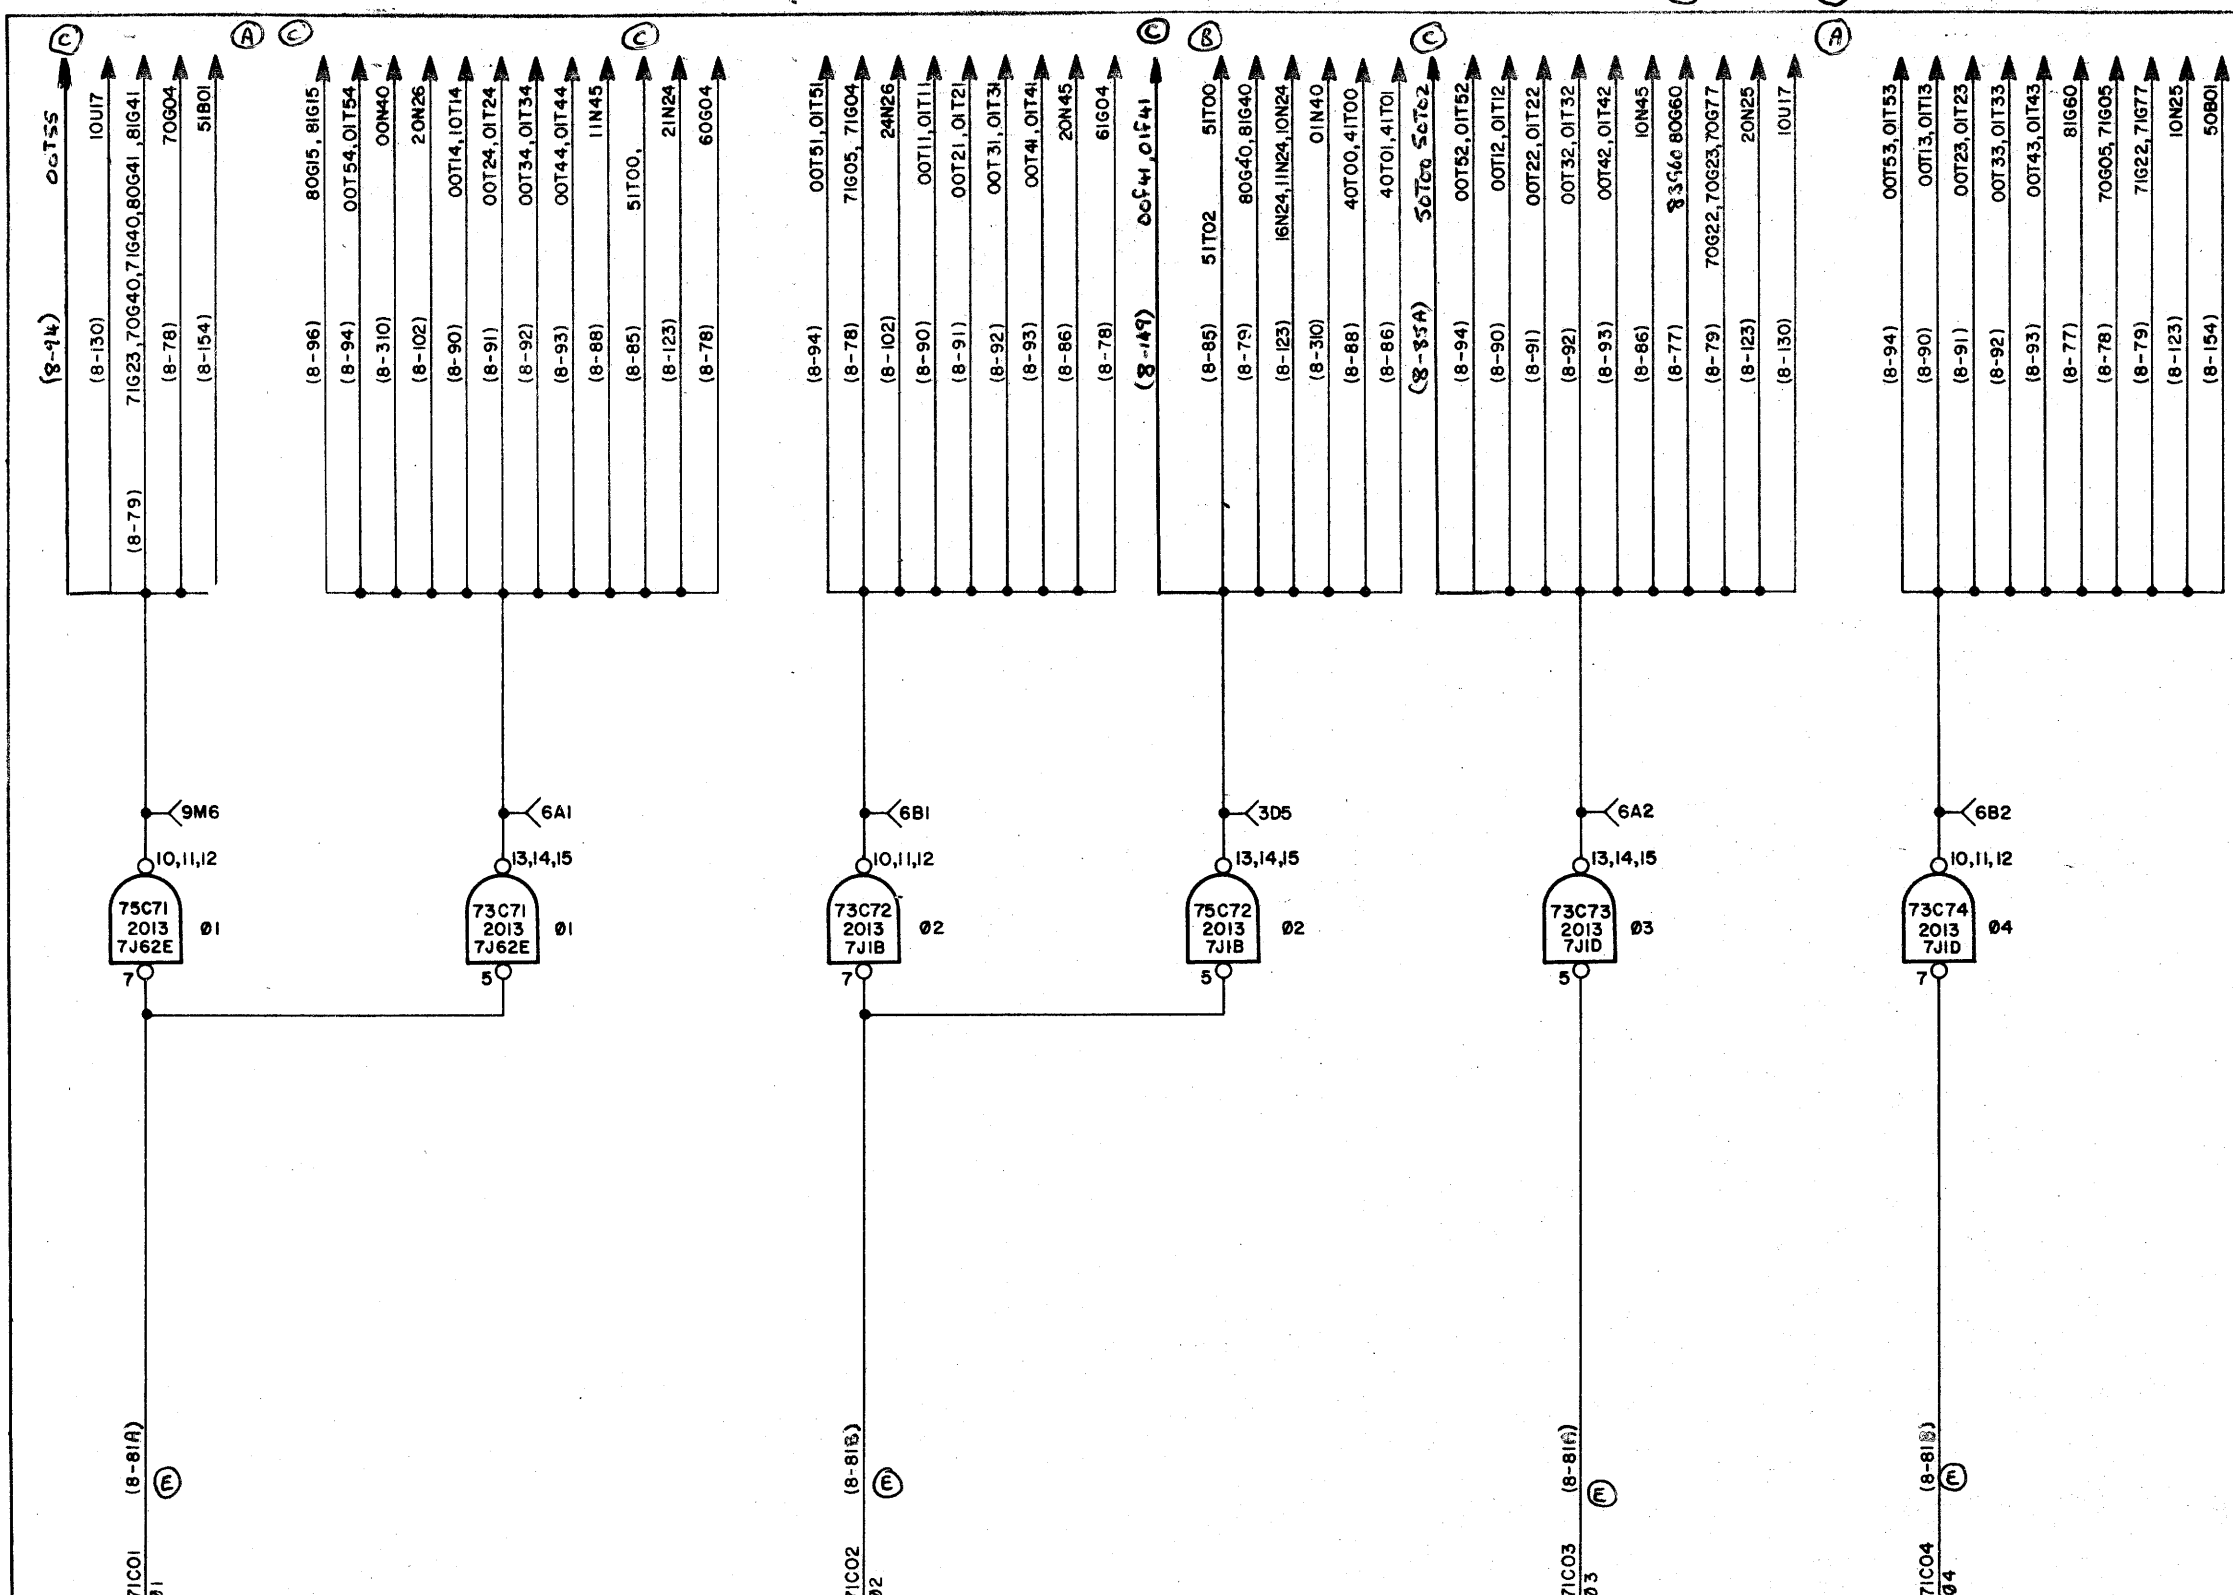 C
A
C
C
C
B
C
A
00T55
10U17
71G23,70G40,71G40,80G41,81G41
70G04
51B01
80G15,81G15
00T54,01T54
00N40
20N26
00T14,10T14
00T24,01T24
00T34,01T34
00T44,01T44
11N45
51T00,
21N24
60G04
00T51,01T51
71G05,71G04
24N26
00T11,01T11
00T21,01T21
00T31,01T31
00T41,01T41
20N45
61G04
00F41,01F41
51T02 51T00
80G40,81G40
16N24,11N24,10N24
01N40
40T00,41T00
40T01,41T01
50T00 50T02
00T52,01T52
00T12,01T12
00T22,01T22
00T32,01T32
00T42,01T42
10N45
83G60 80G60
70G22,70G23,70G77
20N25
10U17
00T53,01T53
00T13,01T13
00T23,01T23
00T33,01T33
00T43,01T43
81G60
70G05,71G05
71G22,71G77
10N25
50B01
(8-94)
(8-130)
(8-79)
(8-78)
(8-154)
(8-96)
(8-94)
(8-310)
(8-102)
(8-90)
(8-91)
(8-92)
(8-93)
(8-88)
(8-85)
(8-123)
(8-78)
(8-94)
(8-78)
(8-102)
(8-90)
(8-91)
(8-92)
(8-93)
(8-86)
(8-78)
(8-149)
(8-85)
(8-79)
(8-123)
(8-310)
(8-88)
(8-86)
(8-85A)
(8-94)
(8-90)
(8-91)
(8-92)
(8-93)
(8-86)
(8-77)
(8-79)
(8-123)
(8-130)
(8-94)
(8-90)
(8-91)
(8-92)
(8-93)
(8-77)
(8-78)
(8-79)
(8-123)
(8-154)
9M6
6A1
6B1
3D5
6A2
6B2
10,11,12
13,14,15
10,11,12
13,14,15
13,14,15
10,11,12
75C71
2013
7J62E
Ø1
7
73C71
2013
7J62E
Ø1
5
73C72
2013
7J1B
Ø2
7
75C72
2013
7J1B
Ø2
5
73C73
2013
7J1D
Ø3
5
73C74
2013
7J1D
Ø4
7
(8-81A)
E
(8-81B)
E
(8-81A)
E
(8-81B)
E
71C01
Ø1
71C02
Ø2
71C03
Ø3
71C04
Ø4